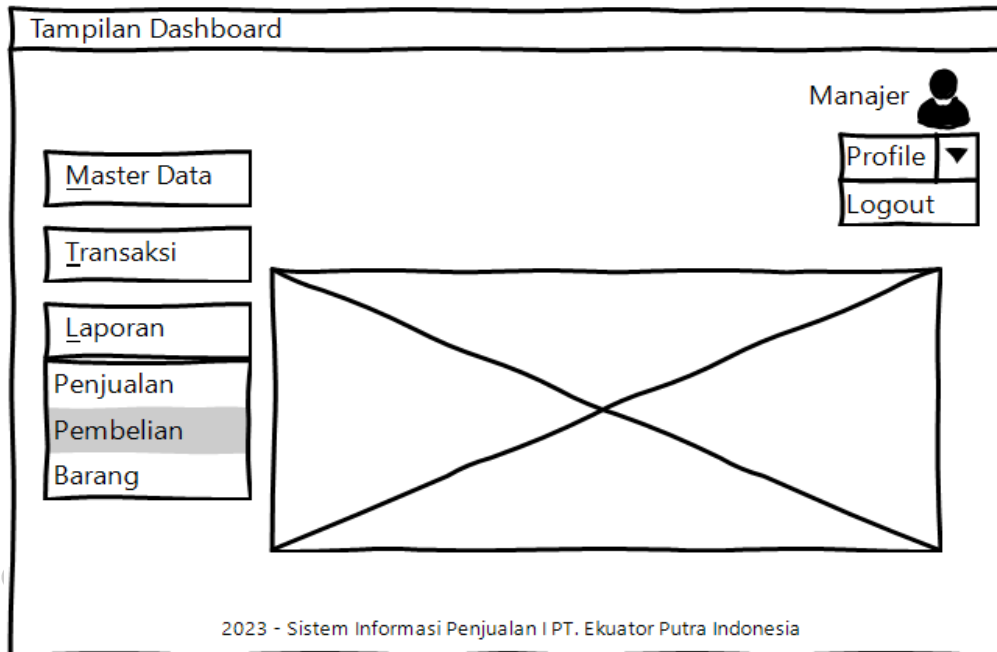 Tampilan Dashboard
Manajer
Profile
Logout
Master Data
Transaksi
Laporan
Penjualan
Pembelian
Barang
2023 - Sistem Informasi Penjualan I PT. Ekuator Putra Indonesia